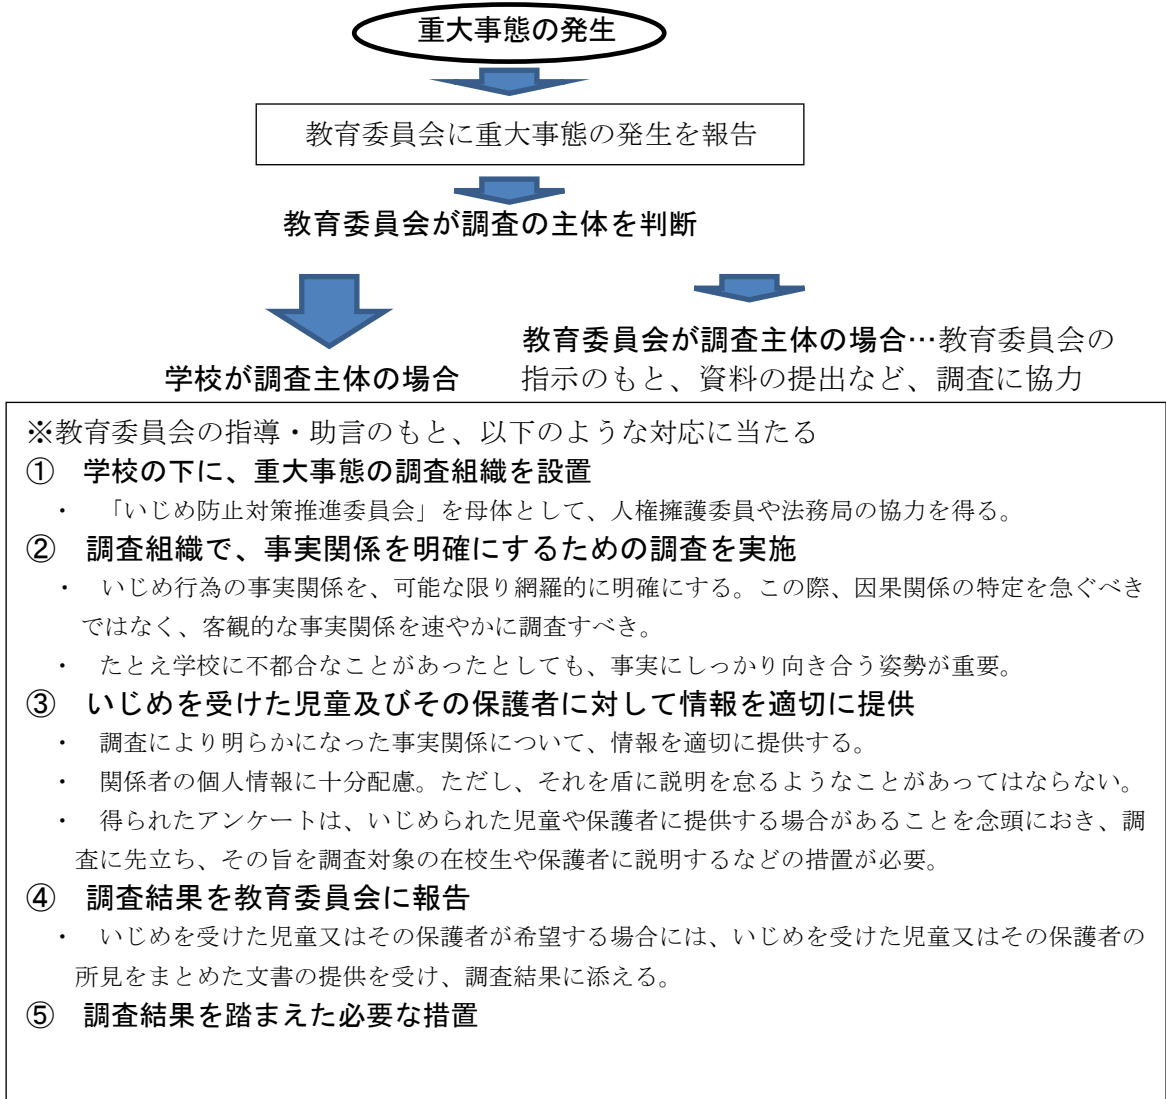 重大事態の発生
教育委員会に重大事態の発生を報告
教育委員会が調査の主体を判断
学校が調査主体の場合
教育委員会が調査主体の場合…教育委員会の
指示のもと、資料の提出など、調査に協力
※教育委員会の指導・助言のもと、以下のような対応に当たる
① 学校の下に、重大事態の調査組織を設置
・ 「いじめ防止対策推進委員会」を母体として、人権擁護委員や法務局の協力を得る。
② 調査組織で、事実関係を明確にするための調査を実施
・ いじめ行為の事実関係を、可能な限り網羅的に明確にする。この際、因果関係の特定を急ぐべき
ではなく、客観的な事実関係を速やかに調査すべき。
・ たとえ学校に不都合なことがあったとしても、事実にしっかり向き合う姿勢が重要。
③ いじめを受けた児童及びその保護者に対して情報を適切に提供
・ 調査により明らかになった事実関係について、情報を適切に提供する。
・ 関係者の個人情報に十分配慮。ただし、それを盾に説明を怠るようなことがあってはならない。
・ 得られたアンケートは、いじめられた児童や保護者に提供する場合があることを念頭におき、調
査に先立ち、その旨を調査対象の在校生や保護者に説明するなどの措置が必要。
④ 調査結果を教育委員会に報告
・ いじめを受けた児童又はその保護者が希望する場合には、いじめを受けた児童又はその保護者の
所見をまとめた文書の提供を受け、調査結果に添える。
⑤ 調査結果を踏まえた必要な措置